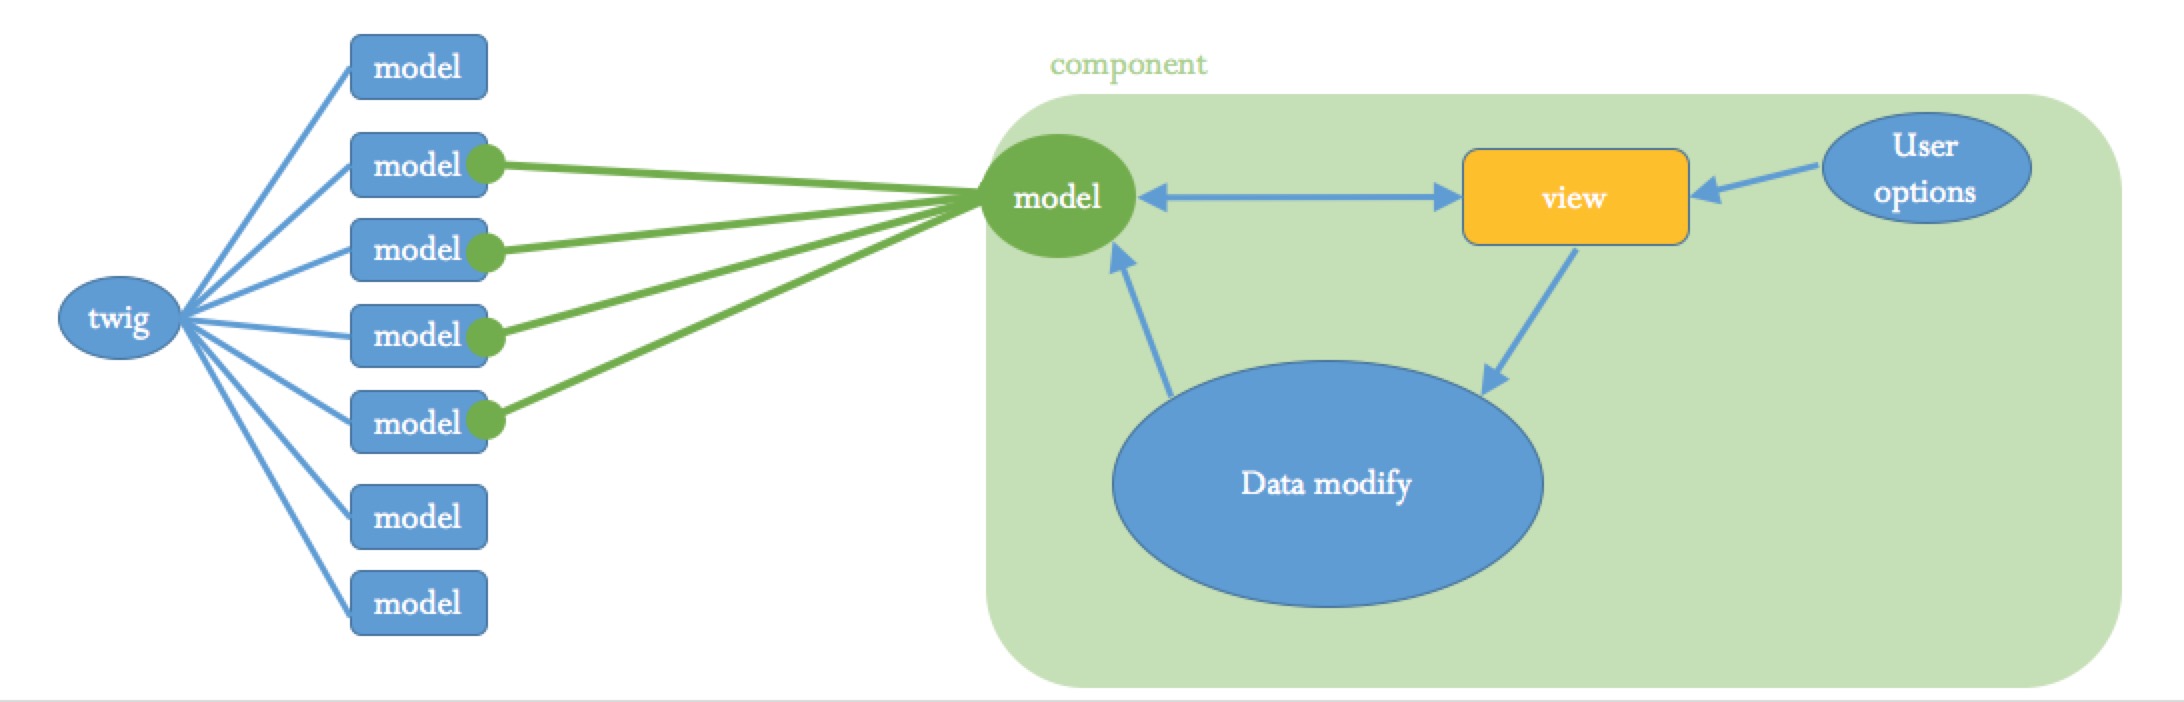 twig
model
model
model
model
model
model
model
component
model
view
User
options
Data modify